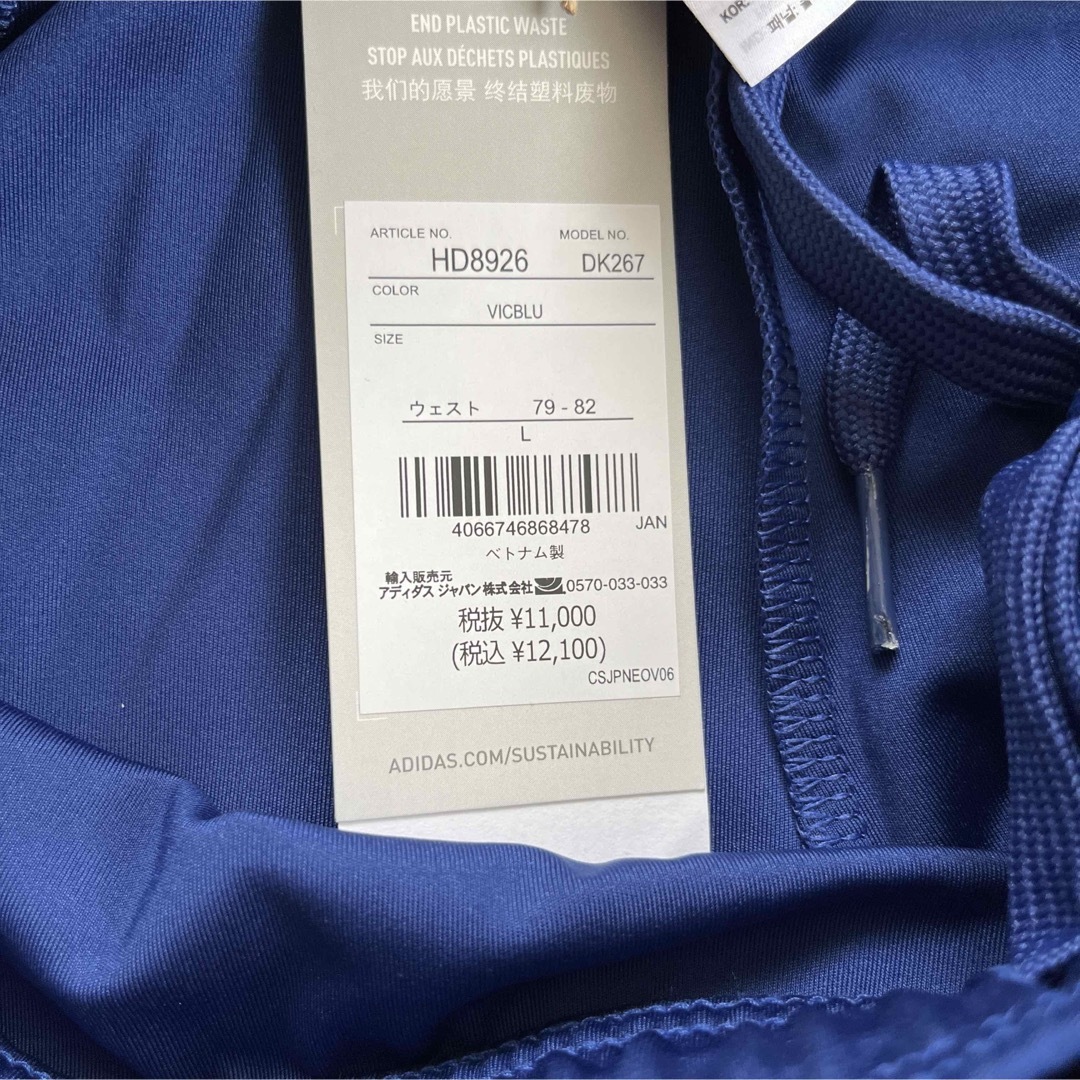 END PLASTIC WASTE
STOP AUX DÉCHETS PLASTIQUES
我们的愿景 终结塑料废物
ARTICLE NO. MODEL NO.
HD8926 DK267
COLOR
VICBLU
SIZE
ウェスト 79 - 82
L
4066746868478 JAN
ベトナム製
輸入販売元
アディダス ジャパン株式会社 0570-033-033
税抜 ¥11,000
(税込 ¥12,100)
CSJPNEOV06
ADIDAS.COM/SUSTAINABILITY
KOR